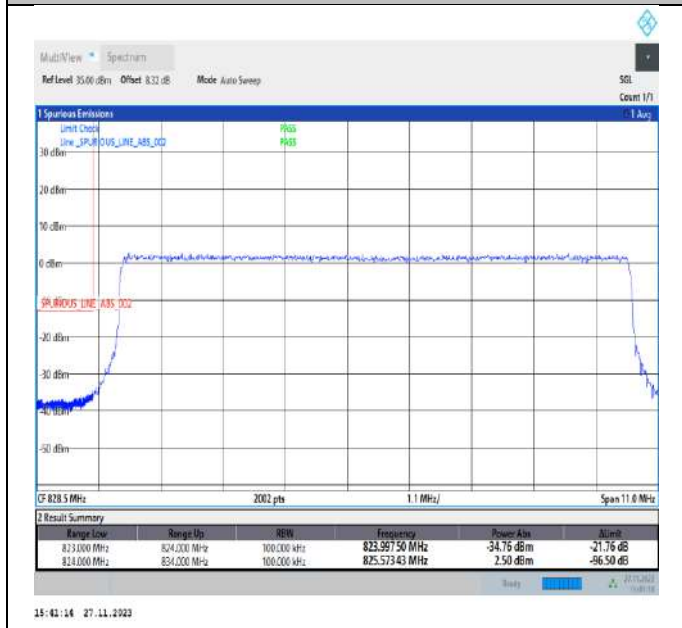 MultiView Spectrum
Ref Level 35.00 dBm Offset 8.32 dB Mode Auto Sweep SGL
Count 1/1
1 Spurious Emissions 1 Avg
Limit Check PASS
Line _SPURIOUS_LINE_ABS_002 PASS
30 dBm
20 dBm
10 dBm
0 dBm
_SPURIOUS_LINE_ABS_002
-20 dBm
-30 dBm
-40 dBm
-50 dBm
CF 828.5 MHz 2002 pts 1.1 MHz/ Span 11.0 MHz
2 Result Summary
Range Low Range Up RBW Frequency Power Abs ΔLimit
823.000 MHz 824.000 MHz 100.000 kHz 823.99750 MHz -34.76 dBm -21.76 dB
824.000 MHz 834.000 MHz 100.000 kHz 825.57343 MHz 2.50 dBm -96.50 dB
Ready
15:41:14 27.11.2023